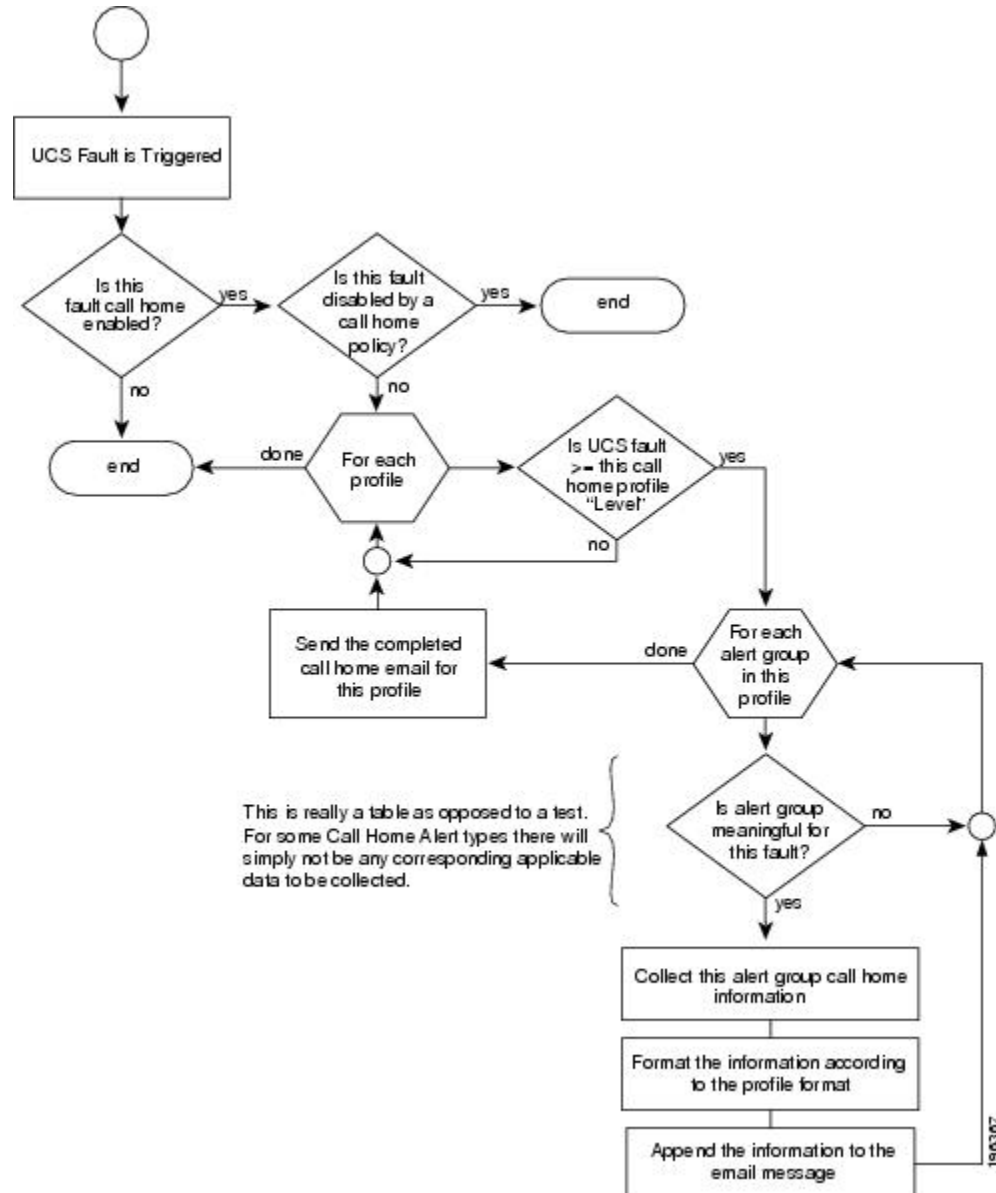 UCS Fault is Triggered
Is this
fault call home
enabled?
yes
Is this fault
disabled by a
call home
policy?
yes
end
no
no
end
done
For each
profile
Is UCS fault
>= this call
home profile
“Level”
yes
no
Send the completed
call home email for
this profile
done
For each
alert group
in this
profile
This is really a table as opposed to a test.
For some Call Home Alert types there will
simply not be any corresponding applicable
data to be collected.
Is alert group
meaningful for
this fault?
no
yes
Collect this alert group call home
information
Format the information according
to the profile format
Append the information to the
email message